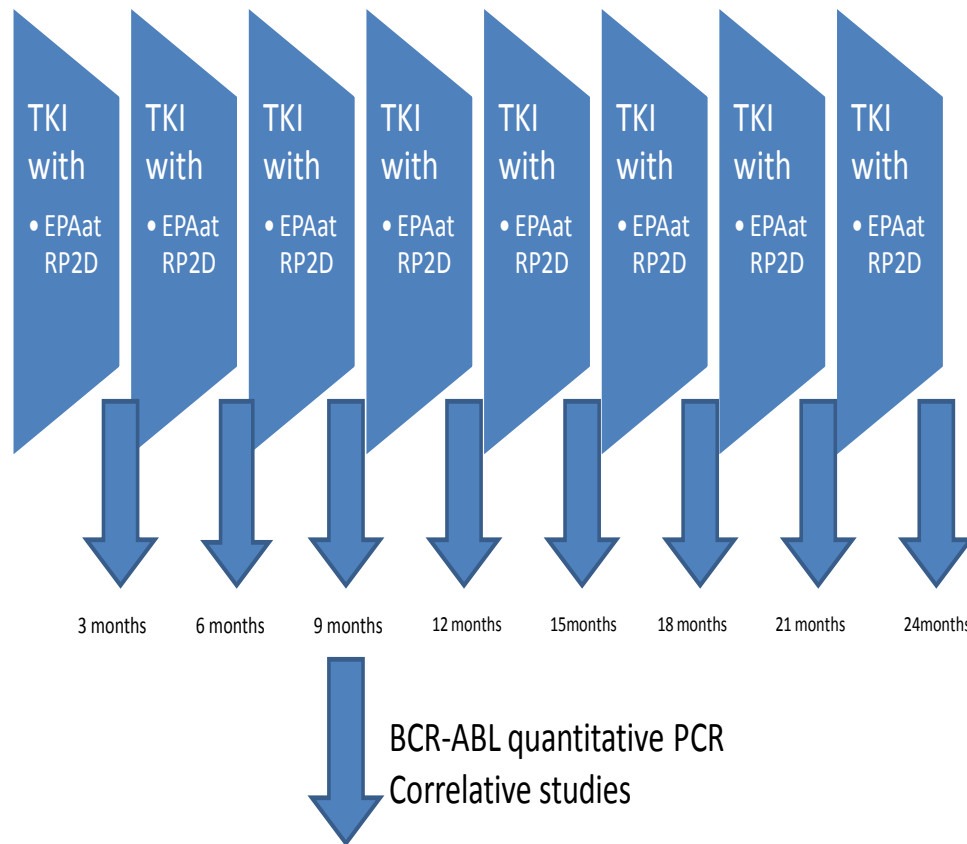 TKI
with
• EPAat
RP2D
TKI
with
• EPAat
RP2D
TKI
with
• EPAat
RP2D
TKI
with
• EPAat
RP2D
TKI
with
• EPAat
RP2D
TKI
with
• EPAat
RP2D
TKI
with
• EPAat
RP2D
TKI
with
• EPAat
RP2D
3 months
6 months
9 months
12 months
15months
18 months
21 months
24months
BCR-ABL quantitative PCR
Correlative studies